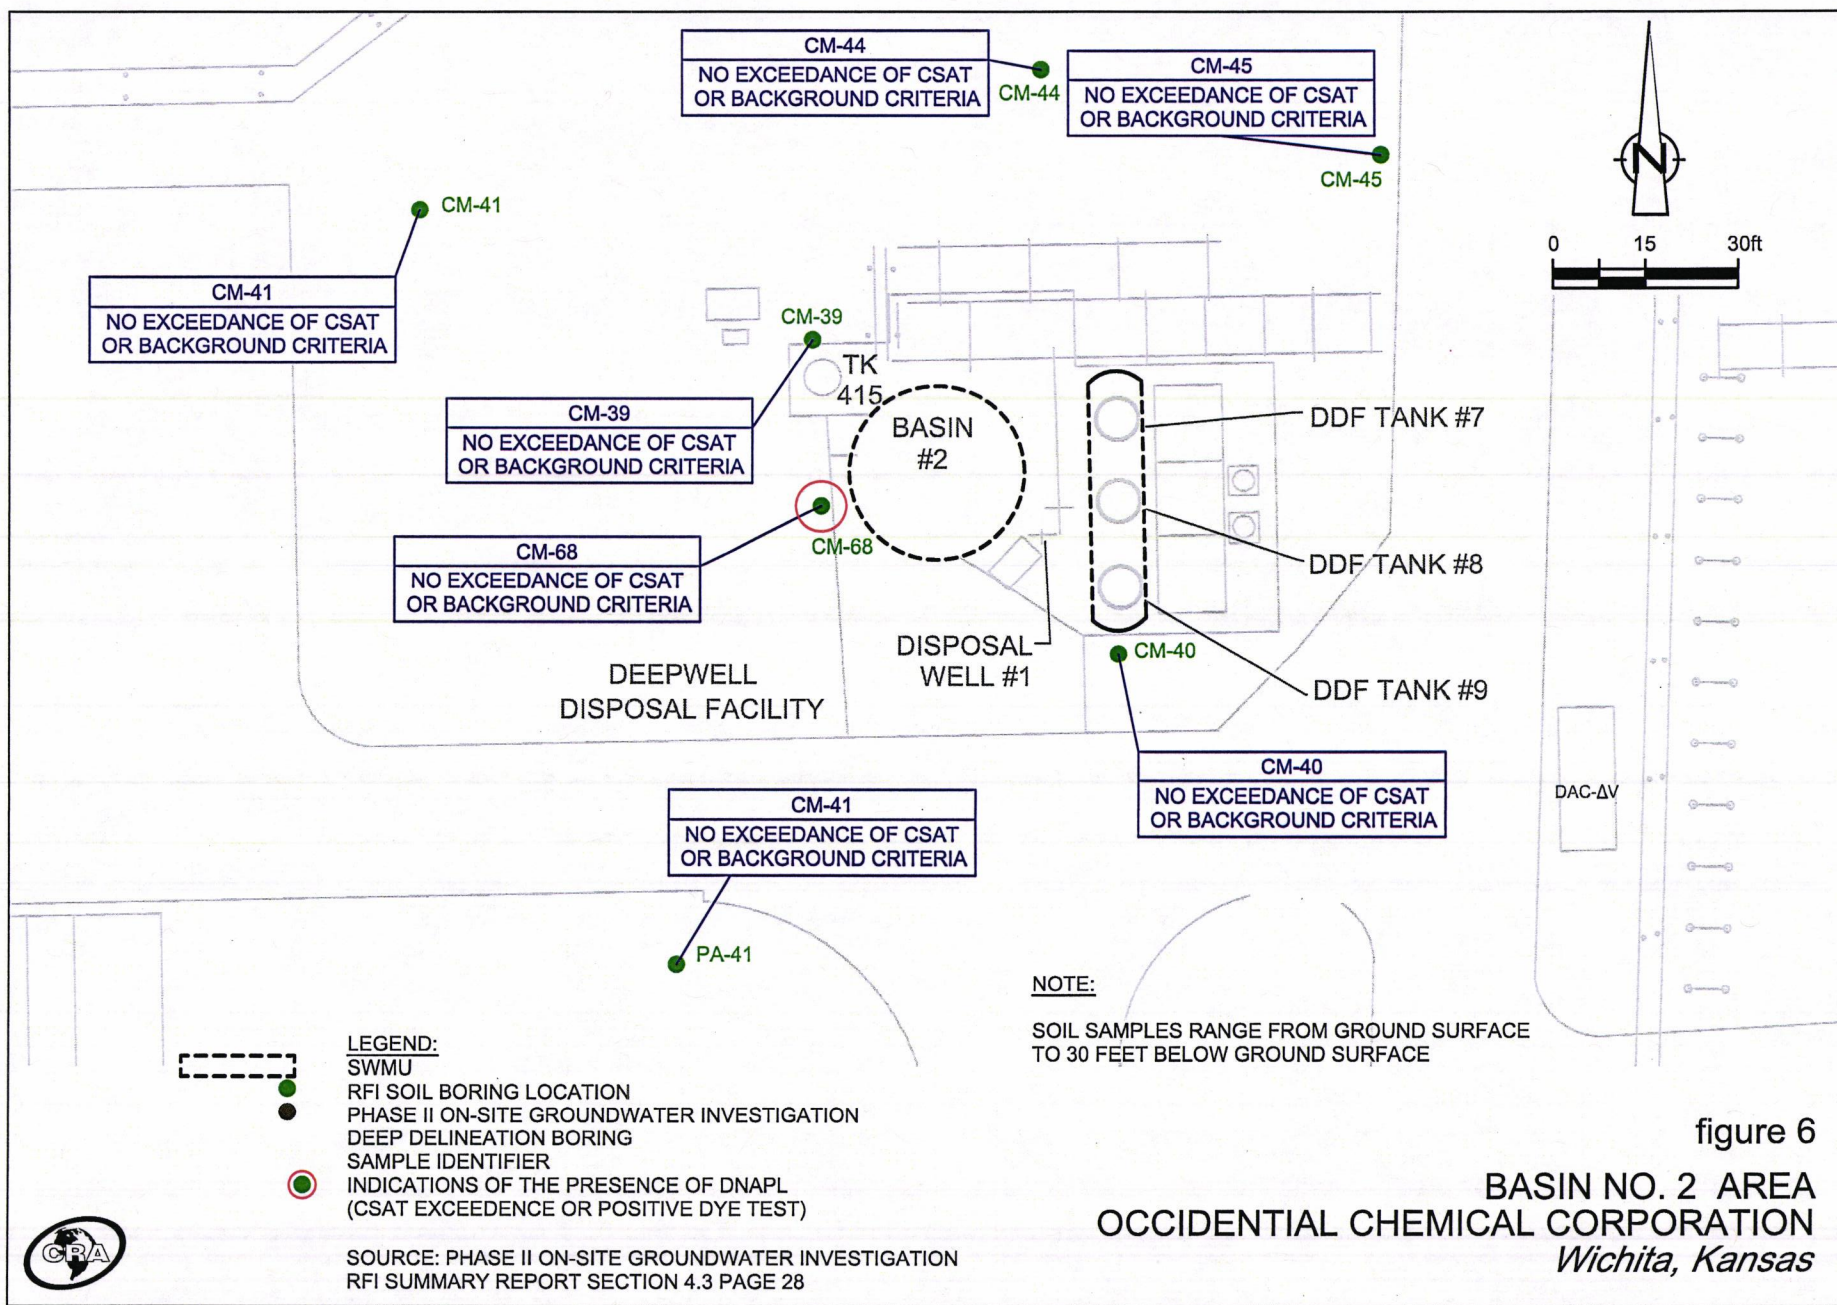 CM-44
NO EXCEEDANCE OF CSAT
OR BACKGROUND CRITERIA
CM-44
CM-45
NO EXCEEDANCE OF CSAT
OR BACKGROUND CRITERIA
CM-45
N
0 15 30ft
CM-41
CM-41
NO EXCEEDANCE OF CSAT
OR BACKGROUND CRITERIA
CM-39
TK
415
CM-39
NO EXCEEDANCE OF CSAT
OR BACKGROUND CRITERIA
BASIN
#2
DDF TANK #7
CM-68
CM-68
NO EXCEEDANCE OF CSAT
OR BACKGROUND CRITERIA
DDF TANK #8
DISPOSAL
WELL #1
CM-40
DDF TANK #9
DEEPWELL
DISPOSAL FACILITY
CM-40
NO EXCEEDANCE OF CSAT
OR BACKGROUND CRITERIA
DAC-ΔV
CM-41
NO EXCEEDANCE OF CSAT
OR BACKGROUND CRITERIA
PA-41
NOTE:
SOIL SAMPLES RANGE FROM GROUND SURFACE
TO 30 FEET BELOW GROUND SURFACE
LEGEND:
SWMU
RFI SOIL BORING LOCATION
PHASE II ON-SITE GROUNDWATER INVESTIGATION
DEEP DELINEATION BORING
SAMPLE IDENTIFIER
INDICATIONS OF THE PRESENCE OF DNAPL
(CSAT EXCEEDENCE OR POSITIVE DYE TEST)
SOURCE: PHASE II ON-SITE GROUNDWATER INVESTIGATION
RFI SUMMARY REPORT SECTION 4.3 PAGE 28
CRA
figure 6
BASIN NO. 2 AREA
OCCIDENTIAL CHEMICAL CORPORATION
Wichita, Kansas